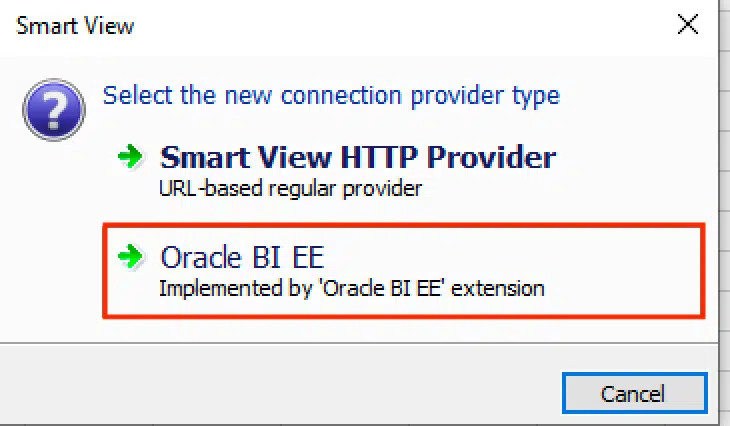 Smart View
Select the new connection provider type
Smart View HTTP Provider
URL-based regular provider
Oracle BI EE
Implemented by 'Oracle BI EE' extension
Cancel